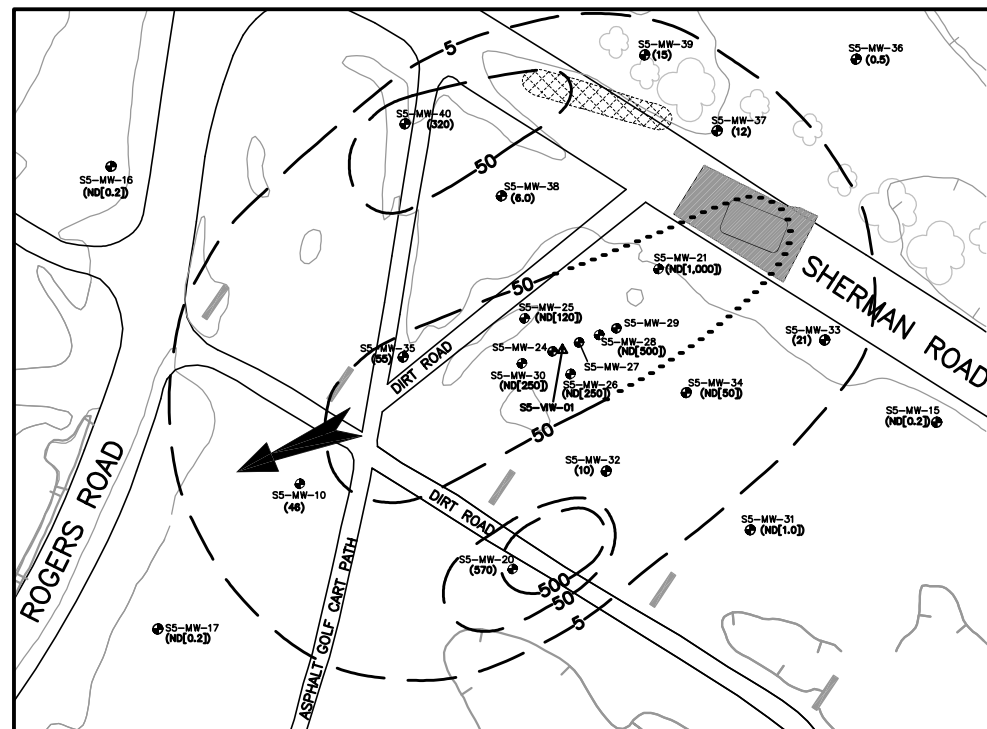 5
S5-MW-39
(15)
S5-MW-36
(0.5)
S5-MW-40
(320)
S5-MW-37
(12)
50
S5-MW-16
(ND[0.2])
S5-MW-38
(6.0)
S5-MW-21
(ND[1,000])
SHERMAN ROAD
50
S5-MW-25
(ND[120])
S5-MW-29
S5-MW-28
(ND[500])
S5-MW-33
(21)
S5-MW-35
(55)
S5-MW-24
S5-MW-27
DIRT ROAD
S5-MW-30
(ND[250])
S5-MW-26
(ND[250])
S5-VIW-01
S5-MW-34
(ND[50])
S5-MW-15
(ND[0.2])
50
S5-MW-32
(10)
ROGERS ROAD
S5-MW-10
(46)
DIRT ROAD
S5-MW-31
(ND[1.0])
S5-MW-20
(570)
500
50
5
S5-MW-17
(ND[0.2])
ASPHALT GOLF CART PATH